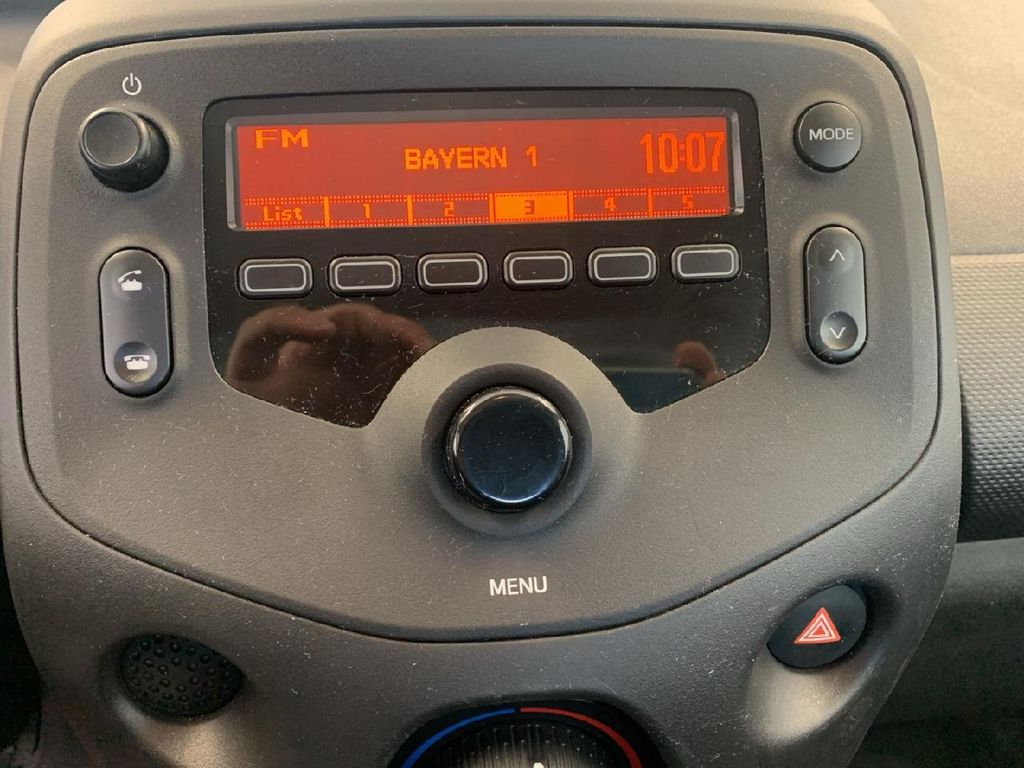 MODE
FM
BAYERN 1
10:07
List 1 2 3 4 5
MENU